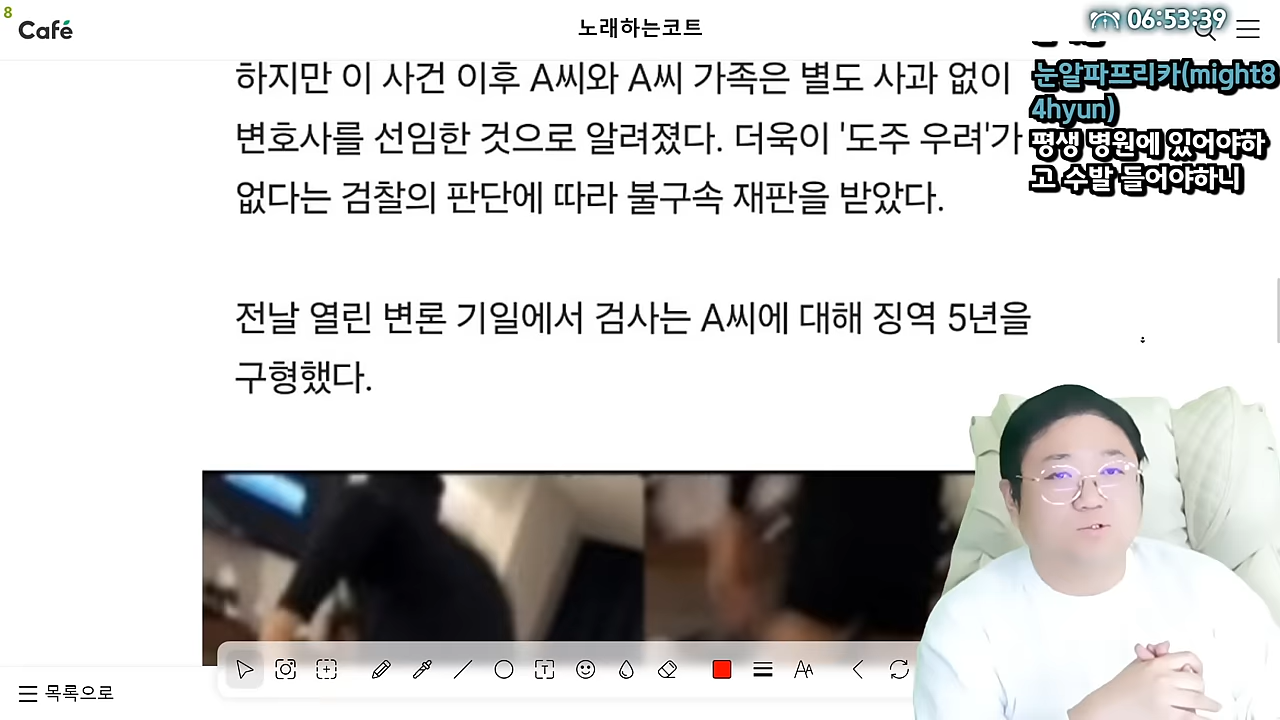 8
Café
노래하는코트
06:53:39
눈알파프리카(might8
4hyun)
평생 병원에 있어야하
고 수발 들어야하니
하지만 이 사건 이후 A씨와 A씨 가족은 별도 사과 없이
변호사를 선임한 것으로 알려졌다. 더욱이 '도주 우려'가
없다는 검찰의 판단에 따라 불구속 재판을 받았다.
전날 열린 변론 기일에서 검사는 A씨에 대해 징역 5년을
구형했다.
목록으로